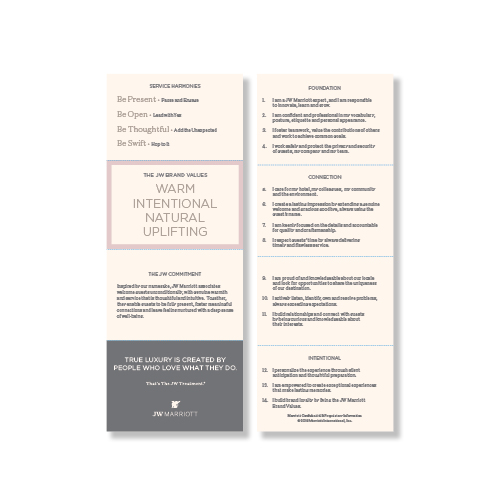 SERVICE HARMONIES
Be Present - Pause and Engage
Be Open - Lead with Yes
Be Thoughtful - Add the Unexpected
Be Swift - Hop to It
THE JW BRAND VALUES
WARM
INTENTIONAL
NATURAL
UPLIFTING
THE JW COMMITMENT
Inspired by our namesake, JW Marriott associates
welcome guests unconditionally, with genuine warmth
and service that is thoughtful and intuitive. Together,
they enable guests to be fully present, foster meaningful
connections and leave feeling nurtured with a deep sense
of well-being.
TRUE LUXURY IS CREATED BY
PEOPLE WHO LOVE WHAT THEY DO.
That's The JW Treatment
JW MARRIOTT
FOUNDATION
1. I am a JW Marriott expert, and I am responsible
to innovate, learn and grow.
2. I am confident and professional in my vocabulary,
posture, etiquette and personal appearance.
3. I foster teamwork, value the contributions of others
and work to achieve common goals.
4. I work safely and protect the privacy and security
of guests, my company and my team.
CONNECTION
I care for my hotel, my colleagues, my community
and the environment.
6. I create a lasting impression by extending a genuine
welcome and gracious goodbye, always using the
guest's name.
7. I am keenly focused on the details and accountable
for quality and craftsmanship.
8. I respect guests' time by always delivering
timely and flawless service.
9. I am proud of and knowledgeable about our locale
and look for opportunities to share the uniqueness
of our destination.
10. I actively listen, identify, own and resolve problems,
always exceeding expectations.
11. I build relationships and connect with guests
by being curious and knowledgeable about
their interests.
INTENTIONAL
12. I personalize the experience through silent
anticipation and thoughtful preparation.
13. I am empowered to create exceptional experiences
that make lasting memories.
14. I build brand loyalty by living the JW Marriott
Brand Values.
Marriott Confidential & Proprietary Information
Marriott International, Inc.